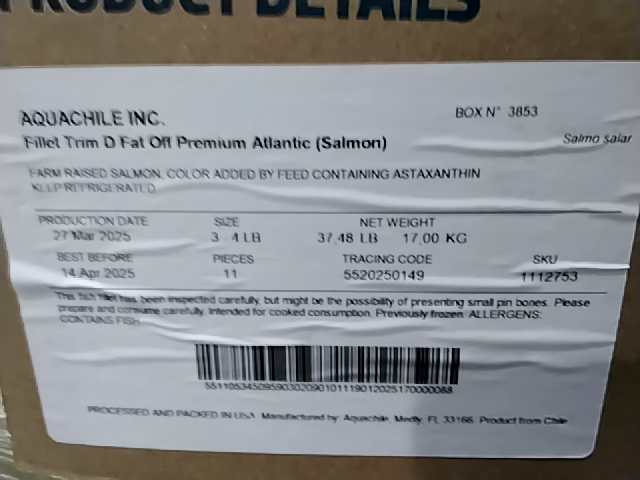 PRODUCT DETAILS
AQUACHILE INC.
BOX N° 3853
Fillet Trim D Fat Off Premium Atlantic (Salmon)
Salmo salar
FARM RAISED SALMON, COLOR ADDED BY FEED CONTAINING ASTAXANTHIN
KEEP REFRIGERATED
PRODUCTION DATE SIZE NET WEIGHT
27 Mar 2025 3 4 LB 37,48 LB 17,00 KG
BEST BEFORE PIECES TRACING CODE SKU
14 Apr 2025 11 5520250149 1112753
This fish fillet has been inspected carefully, but might be the possibility of presenting small pin bones. Please
prepare and consume carefully. Intended for cooked consumption. Previously frozen. ALLERGENS:
CONTAINS FISH
PROCESSED AND PACKED IN USA Manufactured by: Aquachile, Medly, FL 33166. Product from Chile